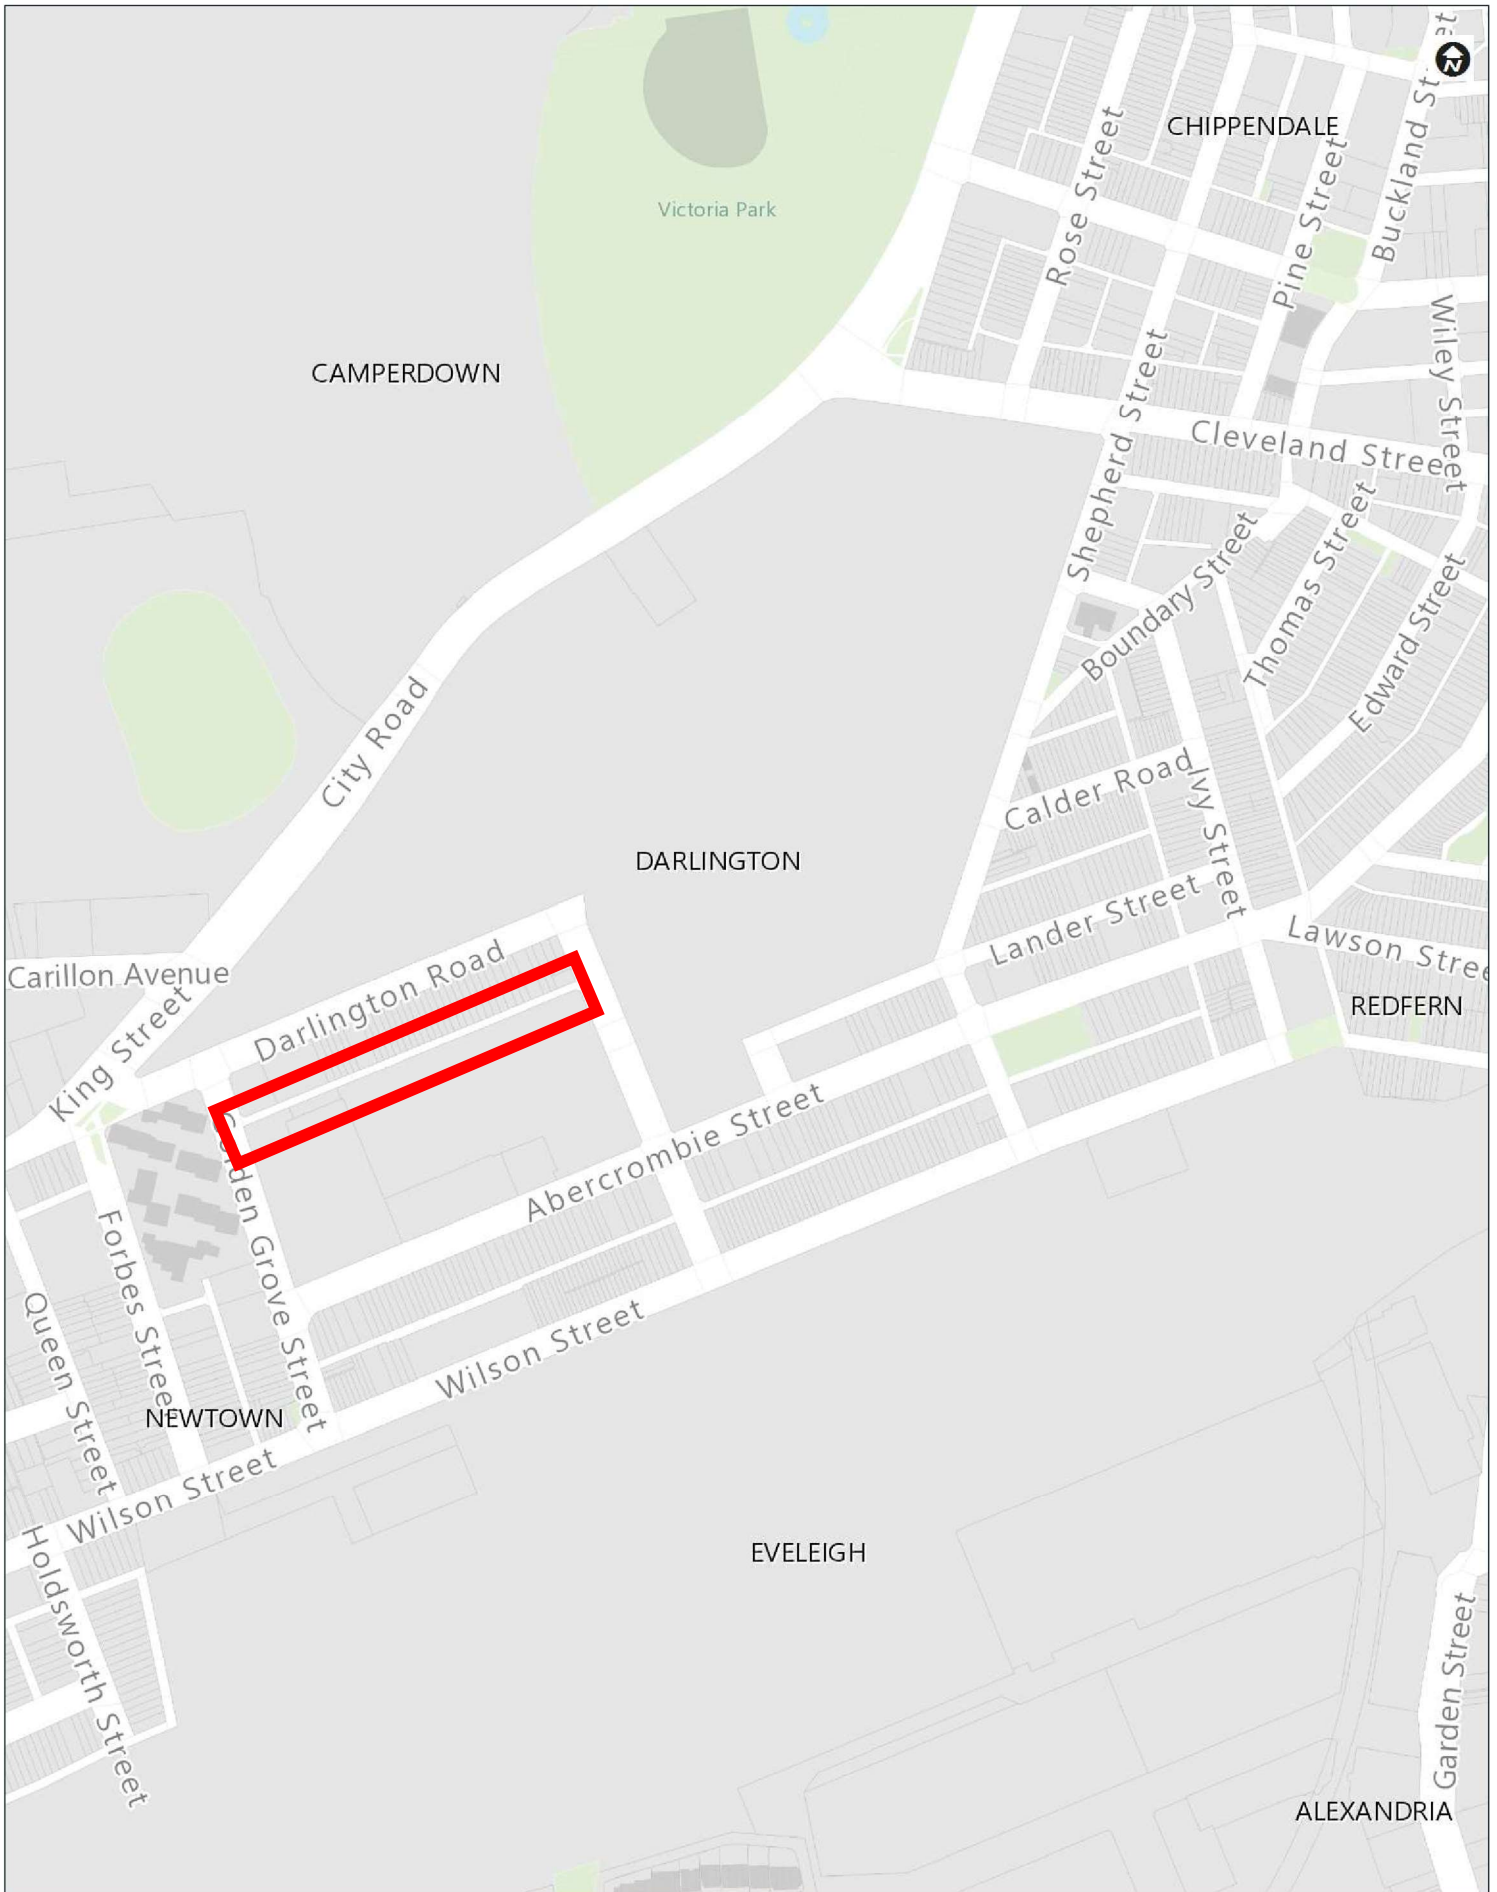 N
CHIPPENDALE
Buckland Street
Rose Street
Pine Street
Victoria Park
Wiley Street
CAMPERDOWN
Shepherd Street
Cleveland Street
Thomas Street
Boundary Street
Edward Street
City Road
Calder Road
Ivy Street
DARLINGTON
Lander Street
Lawson Stree
Carillon Avenue
Darlington Road
REDFERN
King Street
Abercrombie Street
Golden Grove Street
Forbes Street
Queen Street
Wilson Street
NEWTOWN
Wilson Street
Holdsworth Street
EVELEIGH
Garden Street
ALEXANDRIA